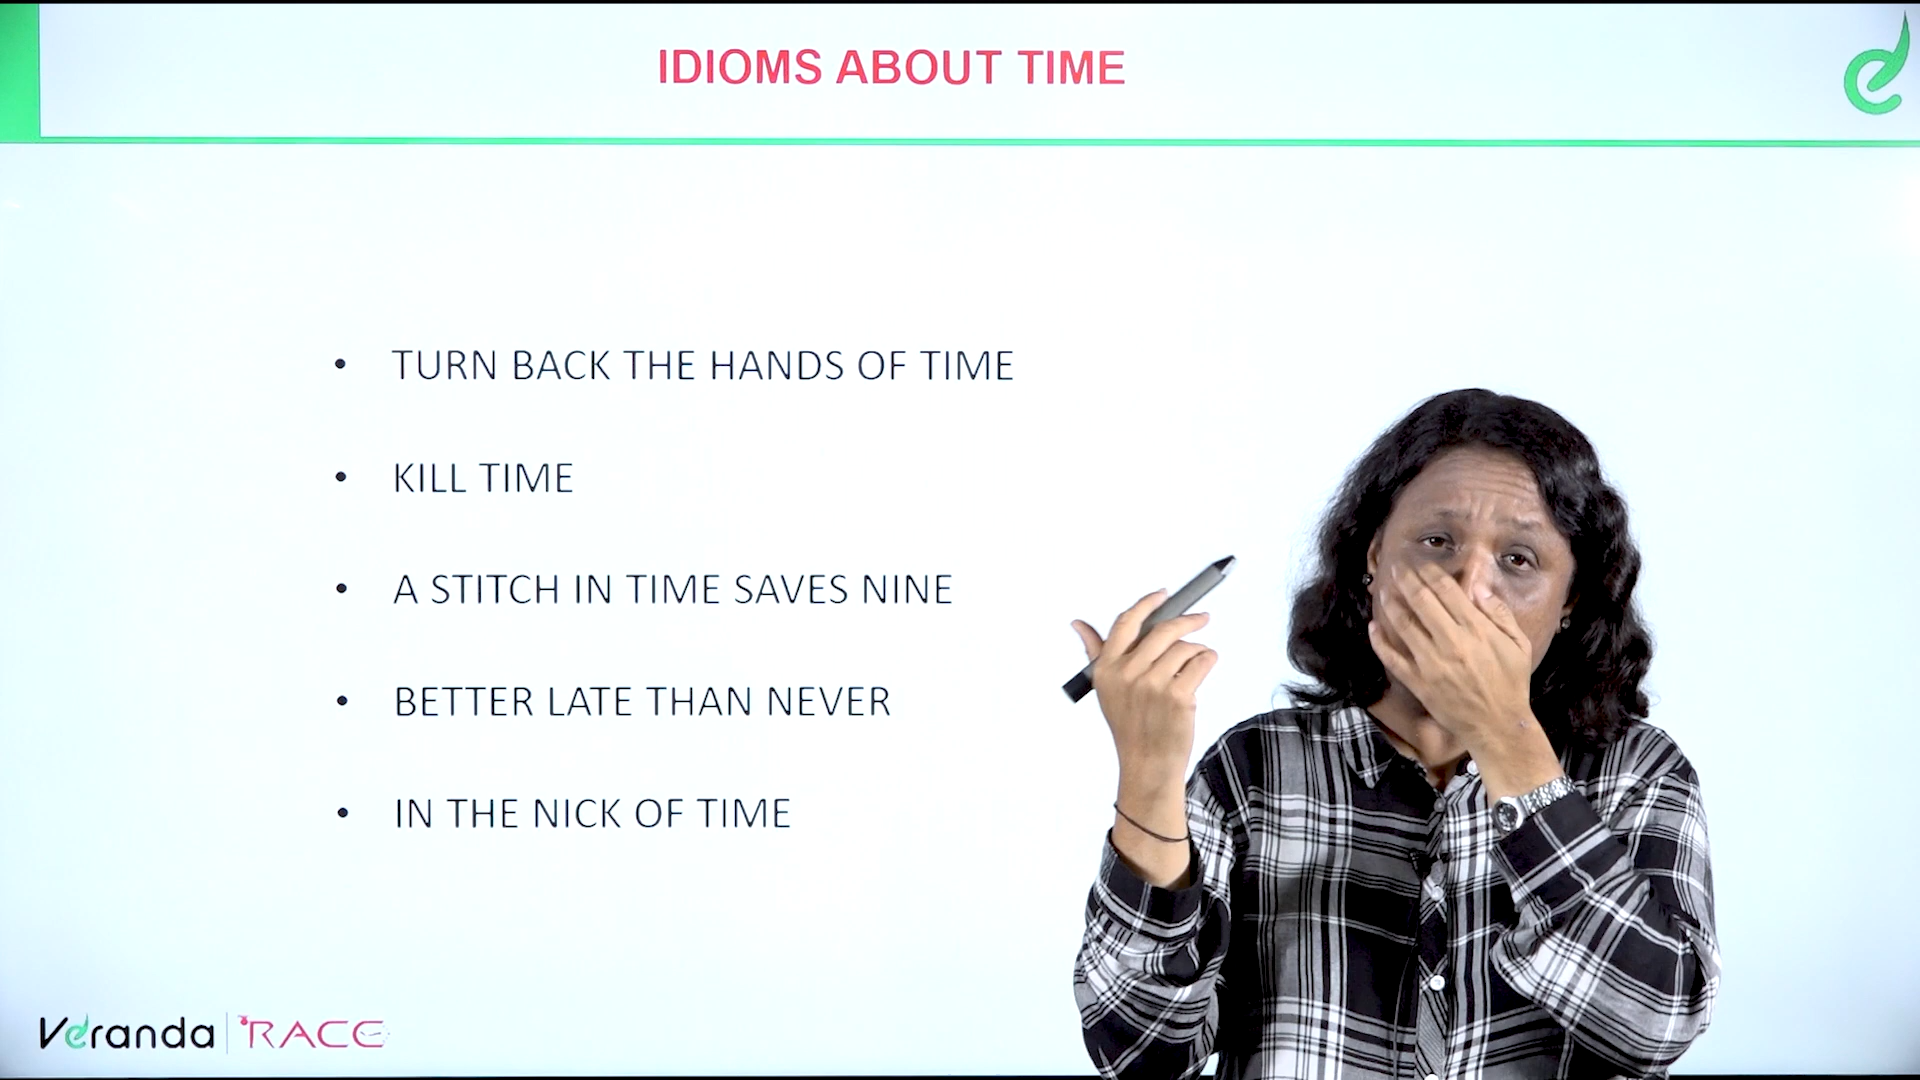 IDIOMS ABOUT TIME
• TURN BACK THE HANDS OF TIME
• KILL TIME
• A STITCH IN TIME SAVES NINE
• BETTER LATE THAN NEVER
• IN THE NICK OF TIME
Veranda RACE